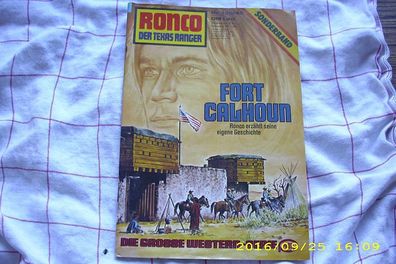 RONCO
DER TEXAS RANGER
SONDERBAND
FORT
CALHOUN
Ronco erzählt seine
eigene Geschichte
DIE GROSSE WESTERN
2016/09/25 16:09